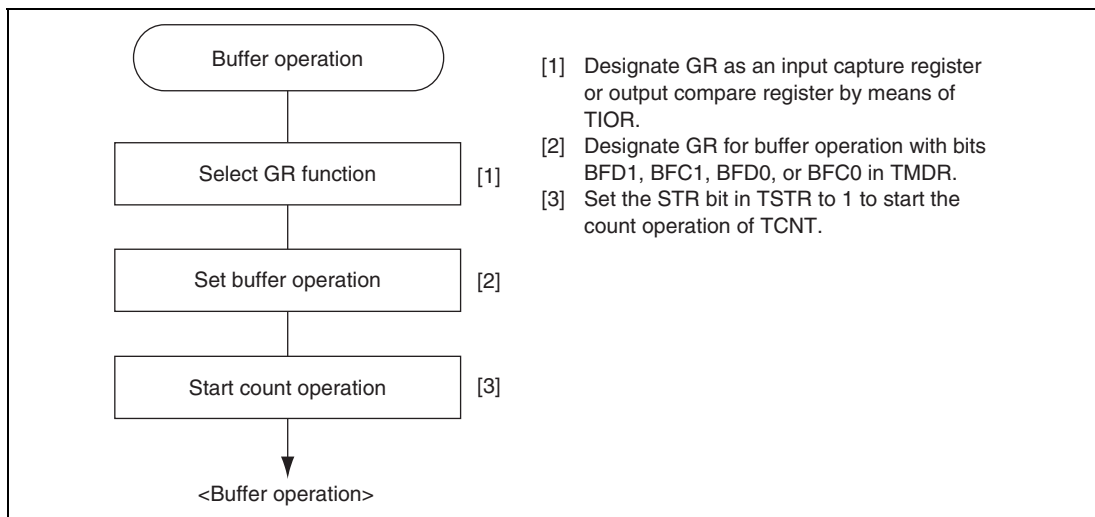 Buffer operation
Select GR function
[1]
Set buffer operation
[2]
Start count operation
[3]
<Buffer operation>
[1] Designate GR as an input capture register
or output compare register by means of
TIOR.
[2] Designate GR for buffer operation with bits
BFD1, BFC1, BFD0, or BFC0 in TMDR.
[3] Set the STR bit in TSTR to 1 to start the
count operation of TCNT.